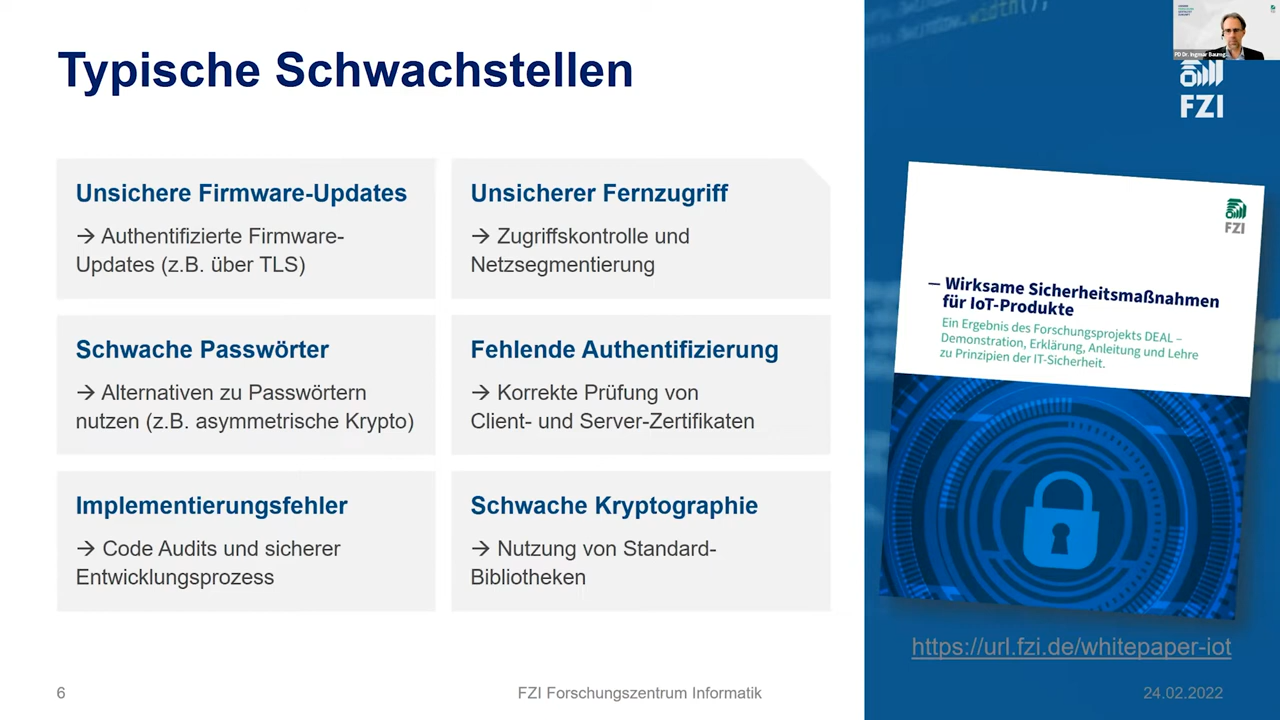 Typische Schwachstellen
Unsichere Firmware-Updates
→ Authentifizierte Firmware-
Updates (z.B. über TLS)
Unsicherer Fernzugriff
→ Zugriffskontrolle und
Netzsegmentierung
Schwache Passwörter
→ Alternativen zu Passwörtern
nutzen (z.B. asymmetrische Krypto)
Fehlende Authentifizierung
→ Korrekte Prüfung von
Client- und Server-Zertifikaten
Implementierungsfehler
→ Code Audits und sicherer
Entwicklungsprozess
Schwache Kryptographie
→ Nutzung von Standard-
Bibliotheken
PD Dr. Ingmar Baumg...
FZI
FZI
— Wirksame Sicherheitsmaßnahmen
für IoT-Produkte
Ein Ergebnis des Forschungsprojekts DEAL –
Demonstration, Erklärung, Anleitung und Lehre
zu Prinzipien der IT-Sicherheit.
https://url.fzi.de/whitepaper-iot
6
FZI Forschungszentrum Informatik
24.02.2022